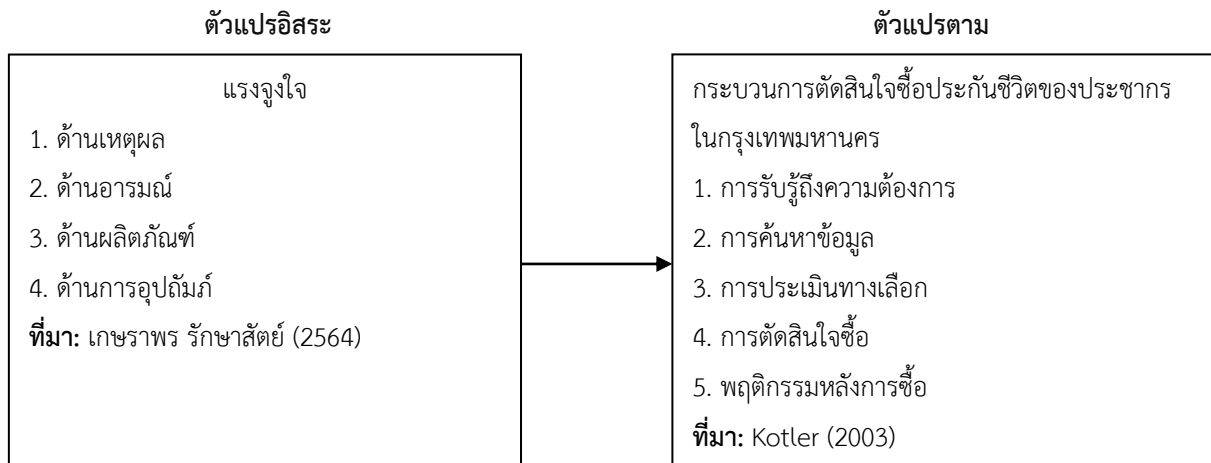 ตัวแปรอิสระ
แรงจูงใจ
1. ด้านเหตุผล
2. ด้านอารมณ์
3. ด้านผลิตภัณฑ์
4. ด้านการอุปถัมภ์
ที่มา: เกษราพร รักษาสัตย์ (2564)
ตัวแปรตาม
กระบวนการตัดสินใจซื้อประกันชีวิตของประชากร
ในกรุงเทพมหานคร
1. การรับรู้ถึงความต้องการ
2. การค้นหาข้อมูล
3. การประเมินทางเลือก
4. การตัดสินใจซื้อ
5. พฤติกรรมหลังการซื้อ
ที่มา: Kotler (2003)